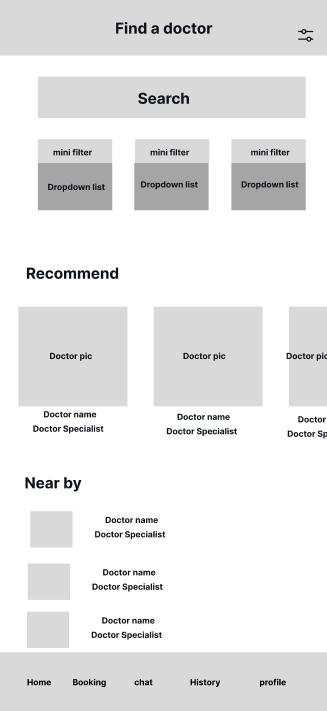 Find a doctor
Search
mini filter mini filter mini filter
Dropdown list Dropdown list Dropdown list
Recommend
Doctor pic Doctor pic Doctor pic
Doctor name Doctor name Doctor
Doctor Specialist Doctor Specialist Doctor Sp
Near by
Doctor name
Doctor Specialist
Doctor name
Doctor Specialist
Doctor name
Doctor Specialist
Home Booking chat History profile